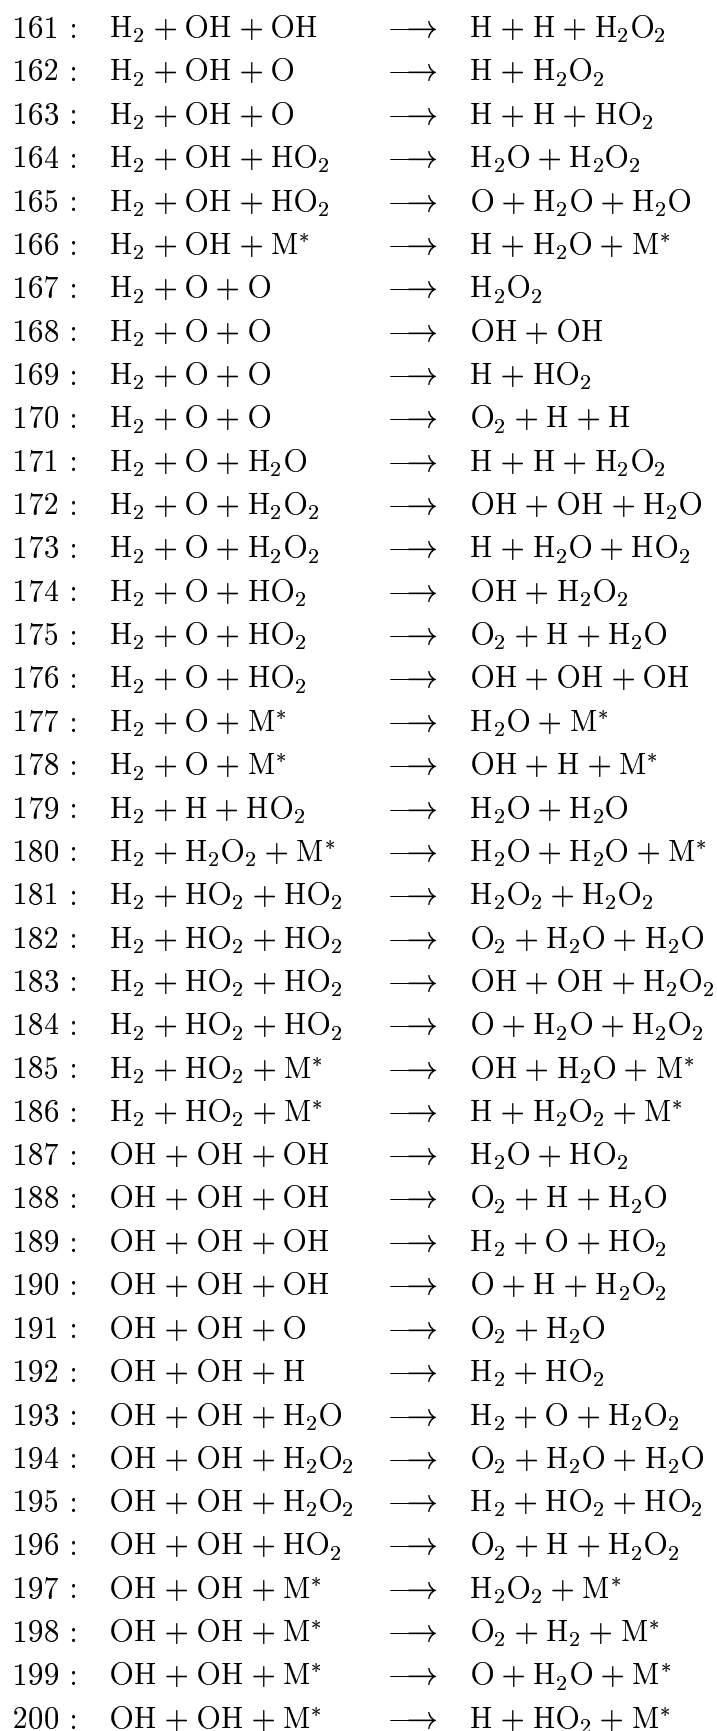 161 : H₂ + OH + OH ⟶ H + H + H₂O₂
162 : H₂ + OH + O ⟶ H + H₂O₂
163 : H₂ + OH + O ⟶ H + H + HO₂
164 : H₂ + OH + HO₂ ⟶ H₂O + H₂O₂
165 : H₂ + OH + HO₂ ⟶ O + H₂O + H₂O
166 : H₂ + OH + M* ⟶ H + H₂O + M*
167 : H₂ + O + O ⟶ H₂O₂
168 : H₂ + O + O ⟶ OH + OH
169 : H₂ + O + O ⟶ H + HO₂
170 : H₂ + O + O ⟶ O₂ + H + H
171 : H₂ + O + H₂O ⟶ H + H + H₂O₂
172 : H₂ + O + H₂O₂ ⟶ OH + OH + H₂O
173 : H₂ + O + H₂O₂ ⟶ H + H₂O + HO₂
174 : H₂ + O + HO₂ ⟶ OH + H₂O₂
175 : H₂ + O + HO₂ ⟶ O₂ + H + H₂O
176 : H₂ + O + HO₂ ⟶ OH + OH + OH
177 : H₂ + O + M* ⟶ H₂O + M*
178 : H₂ + O + M* ⟶ OH + H + M*
179 : H₂ + H + HO₂ ⟶ H₂O + H₂O
180 : H₂ + H₂O₂ + M* ⟶ H₂O + H₂O + M*
181 : H₂ + HO₂ + HO₂ ⟶ H₂O₂ + H₂O₂
182 : H₂ + HO₂ + HO₂ ⟶ O₂ + H₂O + H₂O
183 : H₂ + HO₂ + HO₂ ⟶ OH + OH + H₂O₂
184 : H₂ + HO₂ + HO₂ ⟶ O + H₂O + H₂O₂
185 : H₂ + HO₂ + M* ⟶ OH + H₂O + M*
186 : H₂ + HO₂ + M* ⟶ H + H₂O₂ + M*
187 : OH + OH + OH ⟶ H₂O + HO₂
188 : OH + OH + OH ⟶ O₂ + H + H₂O
189 : OH + OH + OH ⟶ H₂ + O + HO₂
190 : OH + OH + OH ⟶ O + H + H₂O₂
191 : OH + OH + O ⟶ O₂ + H₂O
192 : OH + OH + H ⟶ H₂ + HO₂
193 : OH + OH + H₂O ⟶ H₂ + O + H₂O₂
194 : OH + OH + H₂O₂ ⟶ O₂ + H₂O + H₂O
195 : OH + OH + H₂O₂ ⟶ H₂ + HO₂ + HO₂
196 : OH + OH + HO₂ ⟶ O₂ + H + H₂O₂
197 : OH + OH + M* ⟶ H₂O₂ + M*
198 : OH + OH + M* ⟶ O₂ + H₂ + M*
199 : OH + OH + M* ⟶ O + H₂O + M*
200 : OH + OH + M* ⟶ H + HO₂ + M*